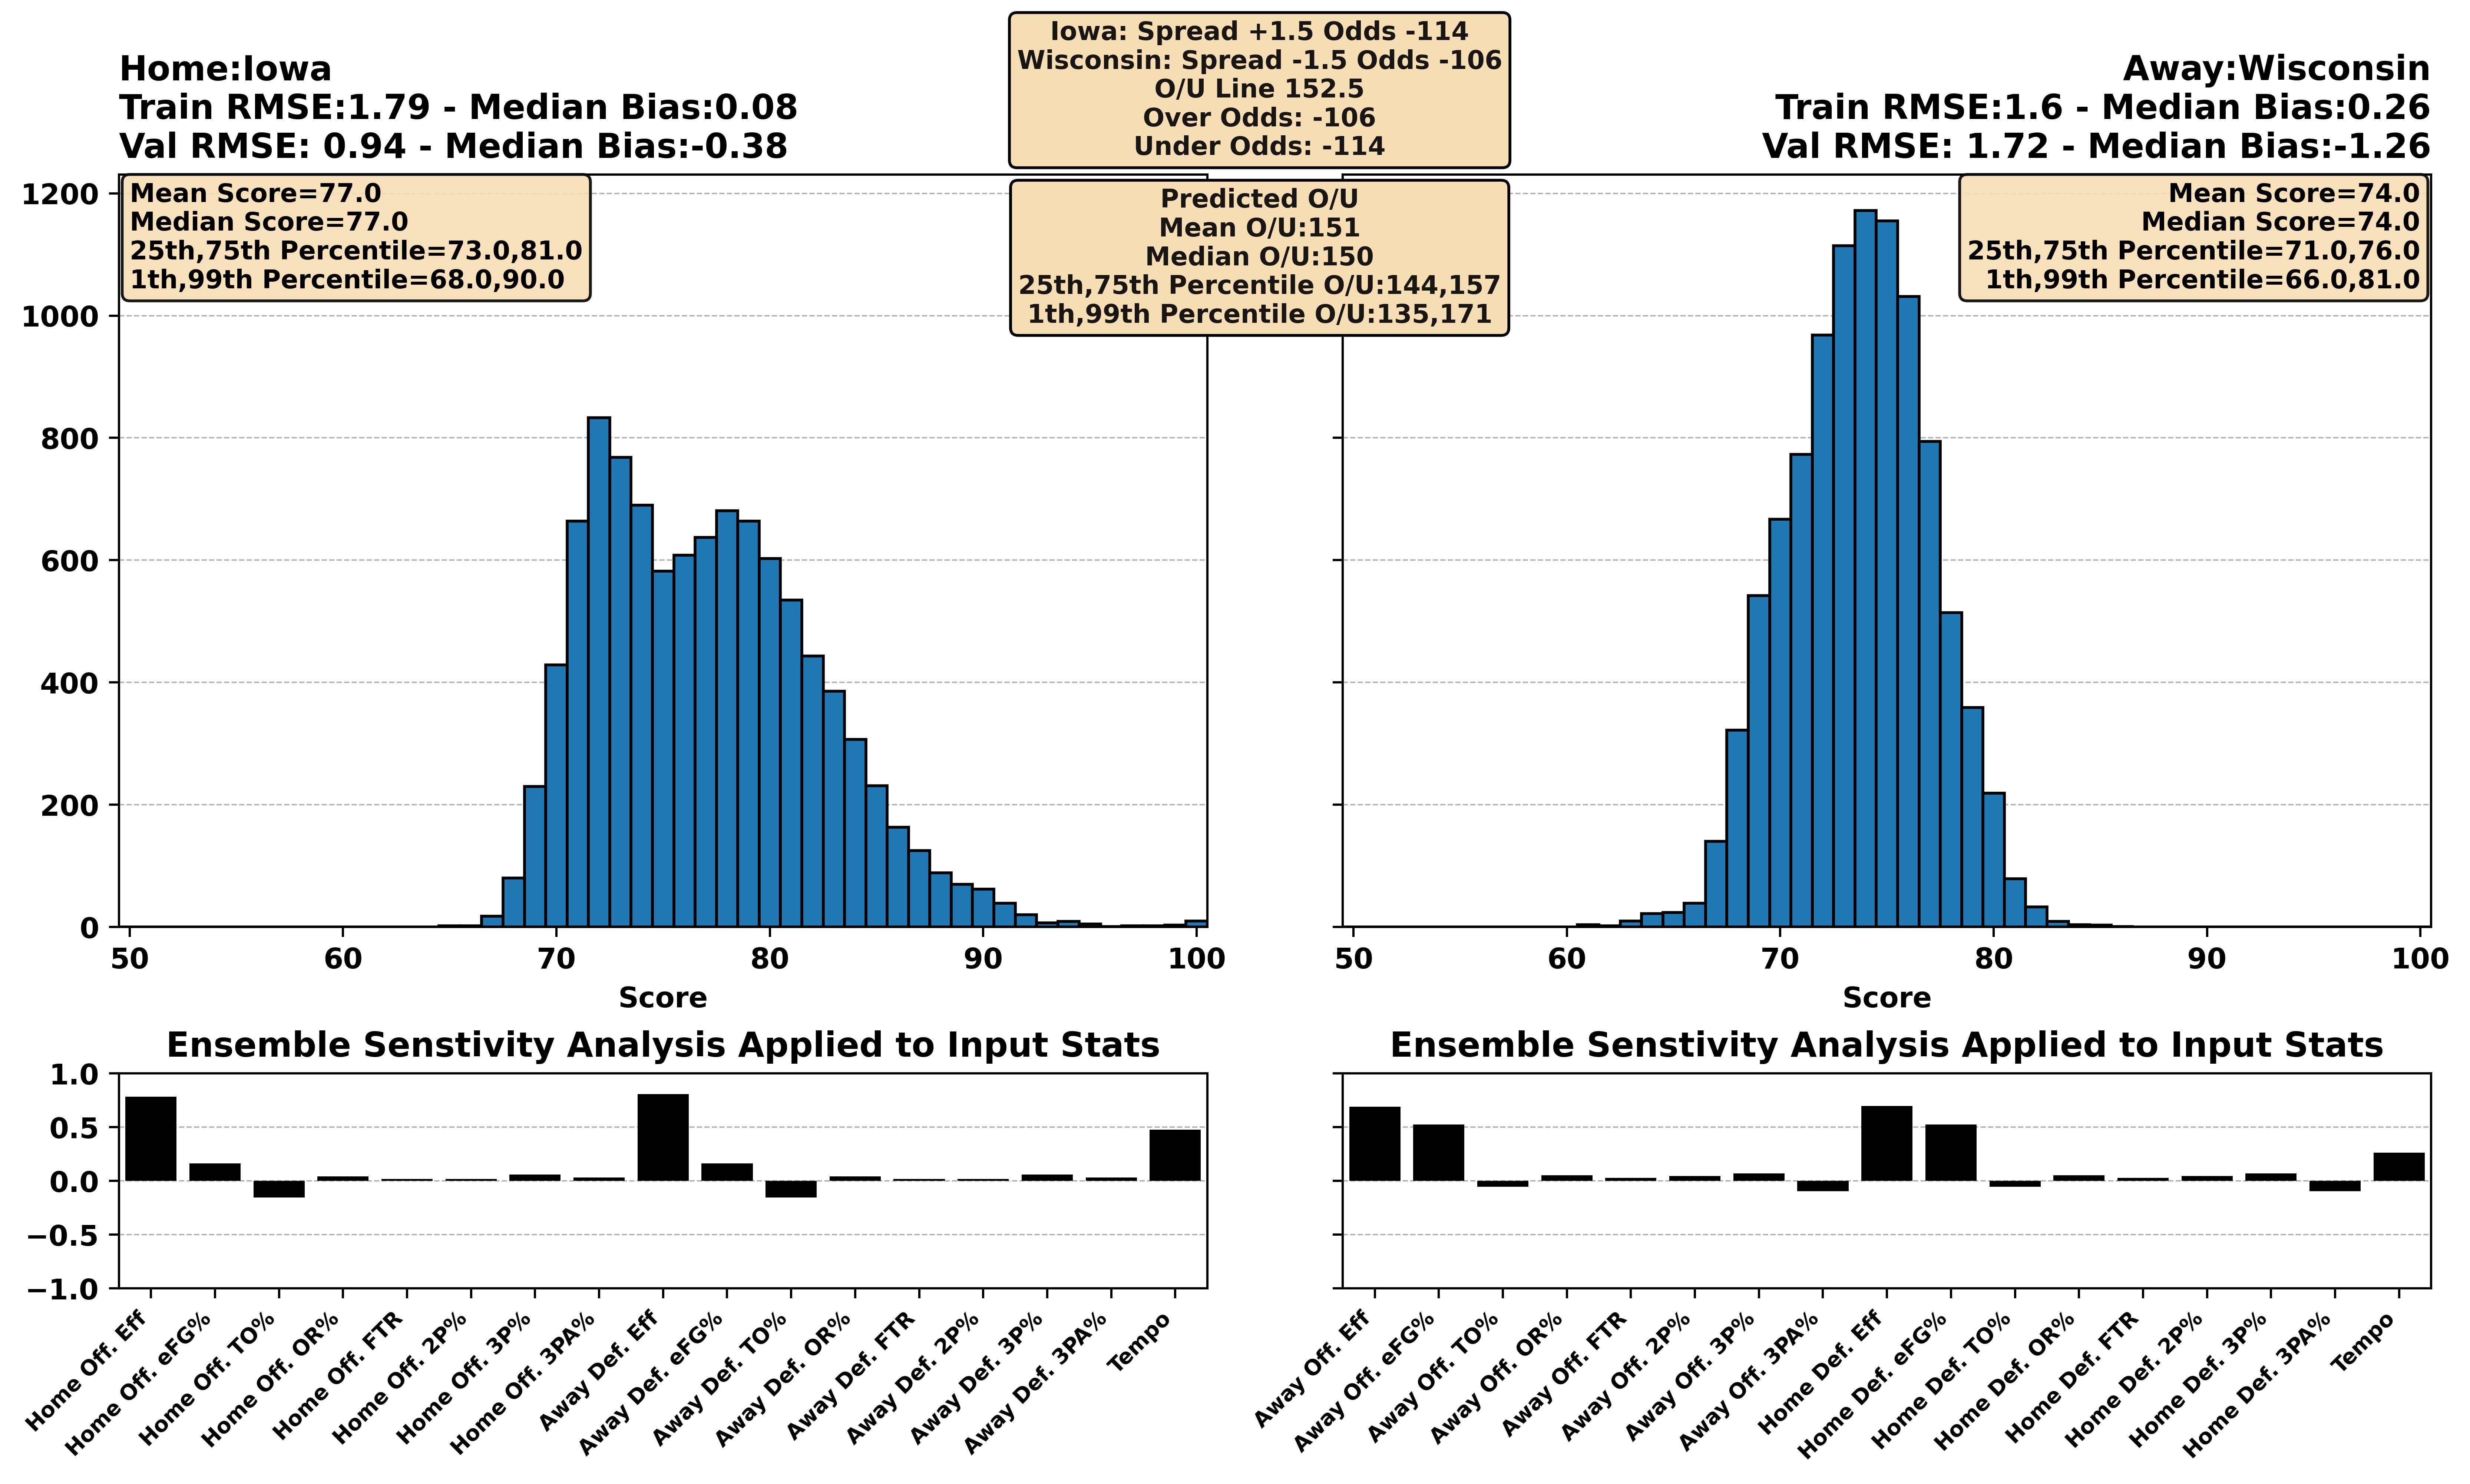 Iowa: Spread +1.5 Odds -114
Wisconsin: Spread -1.5 Odds -106
O/U Line 152.5
Over Odds: -106
Under Odds: -114
Home:Iowa
Train RMSE:1.79 - Median Bias:0.08
Val RMSE: 0.94 - Median Bias:-0.38
Away:Wisconsin
Train RMSE:1.6 - Median Bias:0.26
Val RMSE: 1.72 - Median Bias:-1.26
Mean Score=77.0
Median Score=77.0
25th,75th Percentile=73.0,81.0
1th,99th Percentile=68.0,90.0
Predicted O/U
Mean O/U:151
Median O/U:150
25th,75th Percentile O/U:144,157
1th,99th Percentile O/U:135,171
Mean Score=74.0
Median Score=74.0
25th,75th Percentile=71.0,76.0
1th,99th Percentile=66.0,81.0
1200
1000
800
600
400
200
0
50 60 70 80 90 100
Score
50 60 70 80 90 100
Score
Ensemble Senstivity Analysis Applied to Input Stats
Ensemble Senstivity Analysis Applied to Input Stats
1.0
0.5
0.0
−0.5
−1.0
Home Off. Eff
Home Off. eFG%
Home Off. TO%
Home Off. OR%
Home Off. FTR
Home Off. 2P%
Home Off. 3P%
Home Off. 3PA%
Away Def. Eff
Away Def. eFG%
Away Def. TO%
Away Def. OR%
Away Def. FTR
Away Def. 2P%
Away Def. 3P%
Away Def. 3PA%
Tempo
Away Off. Eff
Away Off. eFG%
Away Off. TO%
Away Off. OR%
Away Off. FTR
Away Off. 2P%
Away Off. 3P%
Away Off. 3PA%
Home Def. Eff
Home Def. eFG%
Home Def. TO%
Home Def. OR%
Home Def. FTR
Home Def. 2P%
Home Def. 3P%
Home Def. 3PA%
Tempo